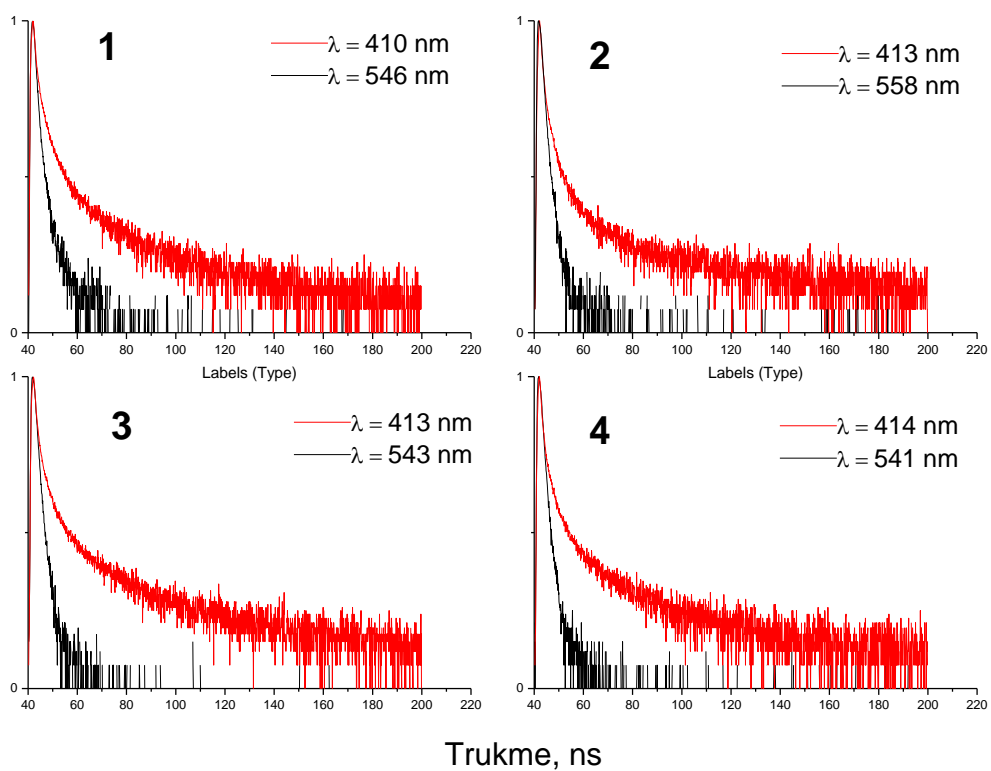 1
1
λ = 410 nm
λ = 546 nm
0
40 60 80 100 120 140 160 180 200 220
Labels (Type)
2
1
λ = 413 nm
λ = 558 nm
0
40 60 80 100 120 140 160 180 200 220
Labels (Type)
3
1
λ = 413 nm
λ = 543 nm
0
40 60 80 100 120 140 160 180 200 220
4
1
λ = 414 nm
λ = 541 nm
0
40 60 80 100 120 140 160 180 200 220
Trukme, ns